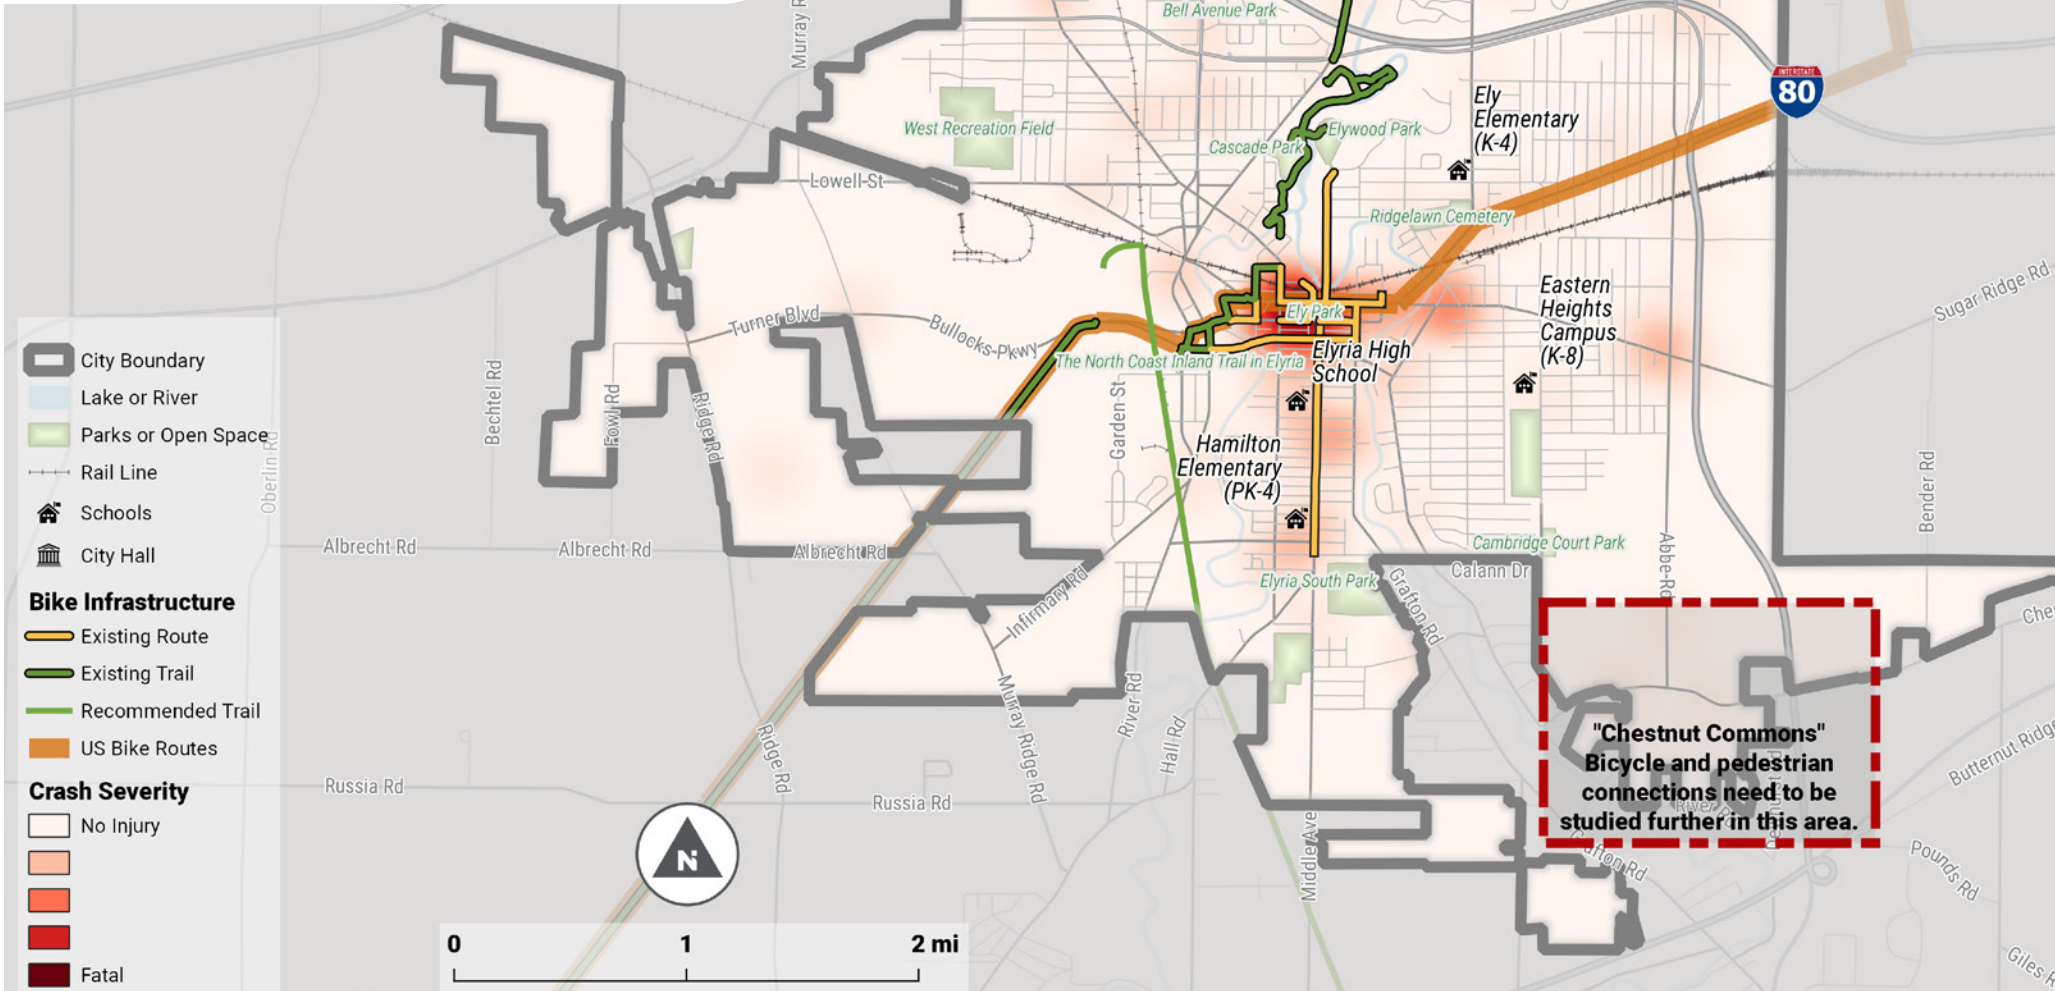 Bell Avenue Park
Murray R
INTERSTATE
80
Ely
Elementary
(K-4)
West Recreation Field
Elywood Park
Cascade Park
Lowell St
Ridgelawn Cemetery
Eastern
Heights
Campus
(K-8)
Sugar Ridge Rd
Turner Blvd
Bullocks Pkwy
Ely Park
The North Coast Inland Trail in Elyria
Elyria High
School
City Boundary
Lake or River
Parks or Open Space
Rail Line
Schools
City Hall
Bike Infrastructure
Existing Route
Existing Trail
Recommended Trail
US Bike Routes
Crash Severity
No Injury
Fatal
Oberlin Rd
Bechtel Rd
Fowl Rd
Ridge Rd
Garden St
Hamilton
Elementary
(PK-4)
Bender Rd
Albrecht Rd
Albrecht Rd
Albrecht Rd
Cambridge Court Park
Calann Dr
Abbe Rd
Elyria South Park
Grafton Rd
Infirmary Rd
Che
River Rd
Hall Rd
Murray Ridge Rd
Ridge Rd
Butternut Ridge
"Chestnut Commons"
Bicycle and pedestrian
connections need to be
studied further in this area.
Russia Rd
Russia Rd
Middle Ave
Grafton Rd
Pounds Rd
Giles R
N
0 1 2 mi